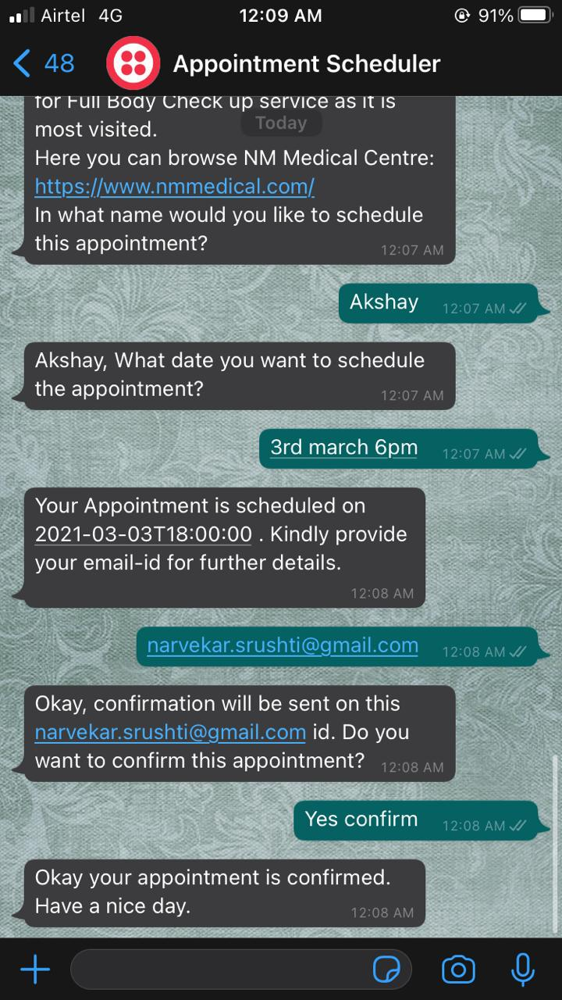 Airtel 4G 12:09 AM 91%
48 Appointment Scheduler
for Full Body Check up service as it is
most visited.
Today
Here you can browse NM Medical Centre:
https://www.nmmedical.com/
In what name would you like to schedule
this appointment? 12:07 AM
Akshay 12:07 AM
Akshay, What date you want to schedule
the appointment? 12:07 AM
3rd march 6pm 12:07 AM
Your Appointment is scheduled on
2021-03-03T18:00:00 . Kindly provide
your email-id for further details.
12:08 AM
narvekar.srushti@gmail.com 12:08 AM
Okay, confirmation will be sent on this
narvekar.srushti@gmail.com id. Do you
want to confirm this appointment? 12:08 AM
Yes confirm 12:08 AM
Okay your appointment is confirmed.
Have a nice day. 12:08 AM